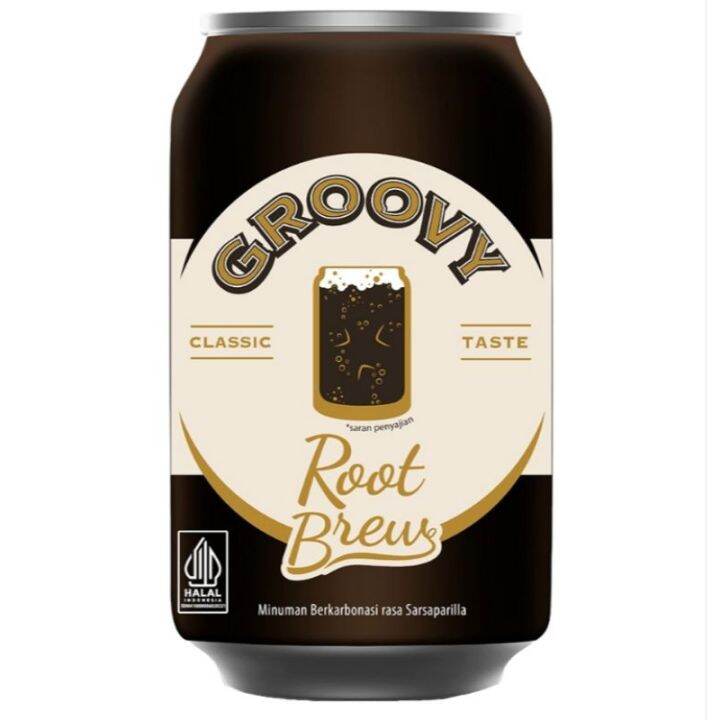 GROOVY
CLASSIC
TASTE
*saran penyajian
Root
Brew
HALAL
INDONESIA
Minuman Berkarbonasi rasa Sarsaparilla